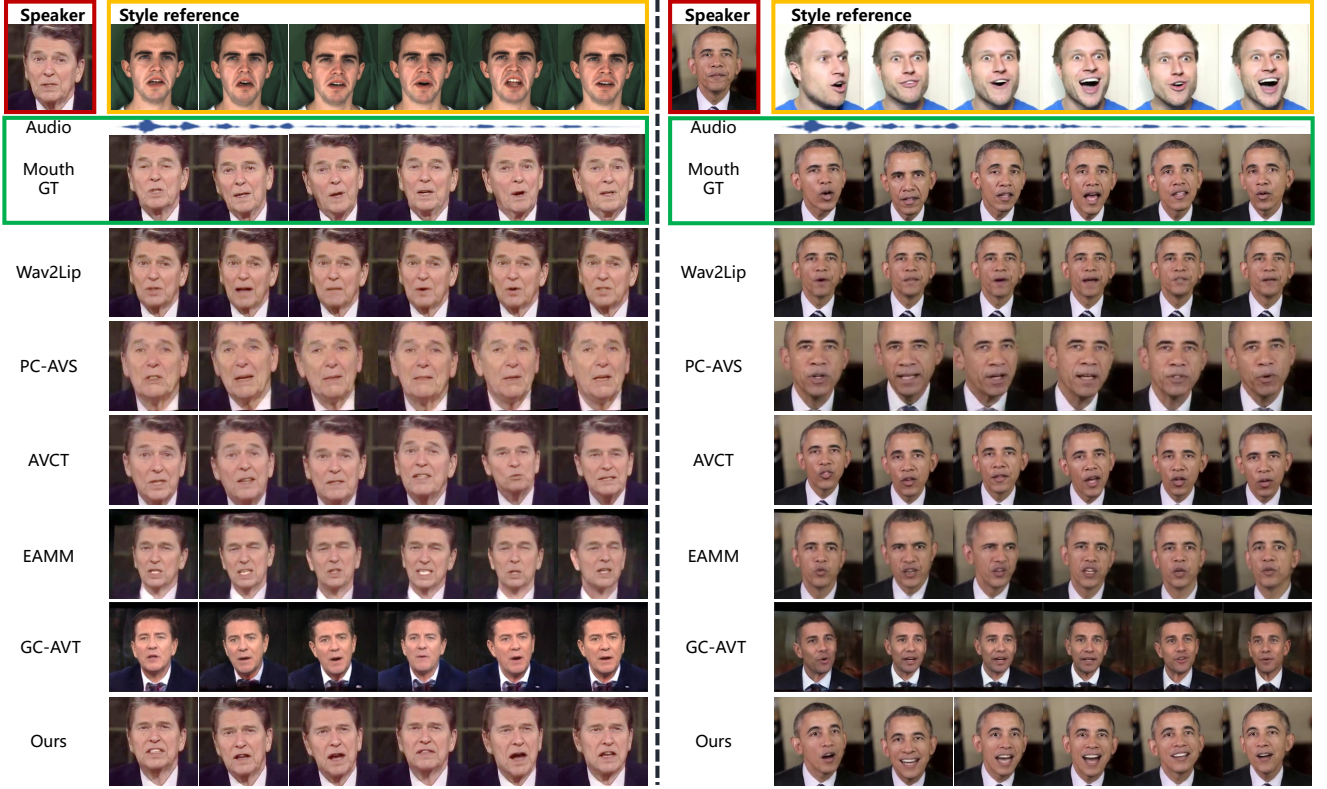 Speaker
Style reference
Audio
Mouth
GT
Wav2Lip
PC-AVS
AVCT
EAMM
GC-AVT
Ours
Speaker
Style reference
Audio
Mouth
GT
Wav2Lip
PC-AVS
AVCT
EAMM
GC-AVT
Ours